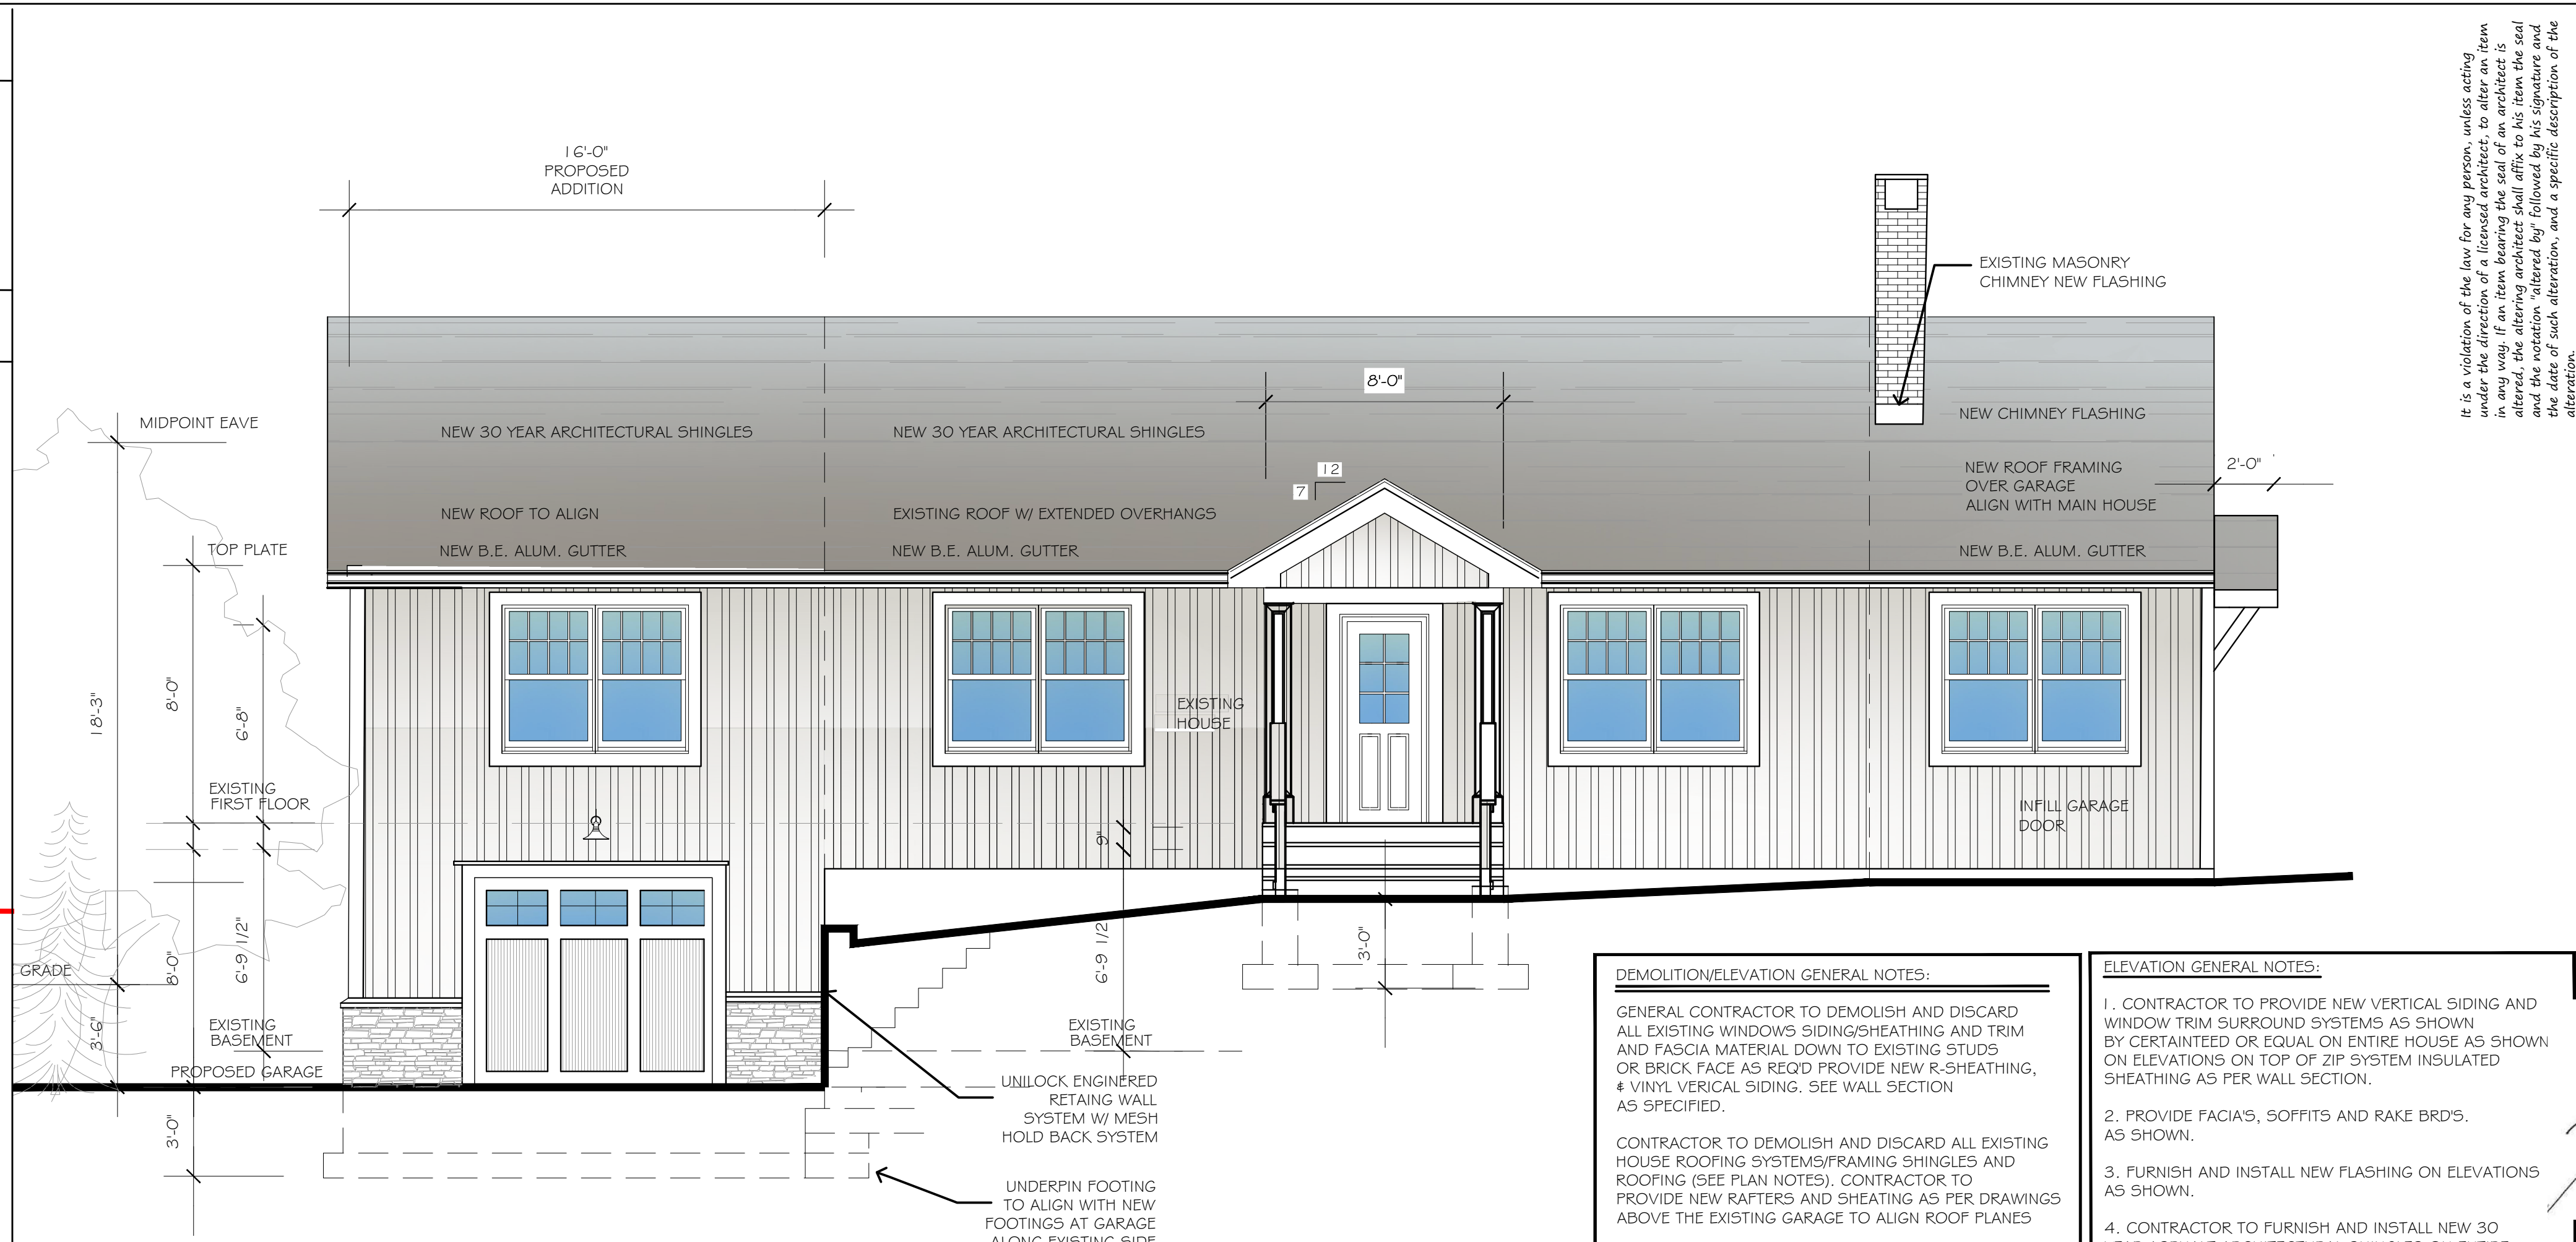 It is a violation of the law for any person, unless acting
under the direction of a licensed architect, to alter an item
in any way. If an item bearing the seal of an architect is
altered, the altering architect shall affix to his item the seal
and the notation "altered by" followed by his signature and
the date of such alteration, and a specific description of the
alteration.
16'-0"
PROPOSED
ADDITION
EXISTING MASONRY
CHIMNEY NEW FLASHING
8'-0"
12
7
MIDPOINT EAVE
NEW 30 YEAR ARCHITECTURAL SHINGLES
NEW 30 YEAR ARCHITECTURAL SHINGLES
NEW CHIMNEY FLASHING
NEW ROOF FRAMING
OVER GARAGE
ALIGN WITH MAIN HOUSE
2'-0"
NEW ROOF TO ALIGN
EXISTING ROOF W/ EXTENDED OVERHANGS
TOP PLATE
NEW B.E. ALUM. GUTTER
NEW B.E. ALUM. GUTTER
NEW B.E. ALUM. GUTTER
18'-3"
8'-0"
6'-8"
EXISTING
HOUSE
EXISTING
FIRST FLOOR
INFILL GARAGE
DOOR
9"
GRADE
8'-0"
6'-9 1/2"
6'-9 1/2"
3'-0"
3'-6"
EXISTING
BASEMENT
EXISTING
BASEMENT
PROPOSED GARAGE
3'-0"
UNILOCK ENGINERED
RETAING WALL
SYSTEM W/ MESH
HOLD BACK SYSTEM
UNDERPIN FOOTING
TO ALIGN WITH NEW
FOOTINGS AT GARAGE
ALONG EXISTING SIDE
DEMOLITION/ELEVATION GENERAL NOTES:
GENERAL CONTRACTOR TO DEMOLISH AND DISCARD
ALL EXISTING WINDOWS SIDING/SHEATHING AND TRIM
AND FASCIA MATERIAL DOWN TO EXISTING STUDS
OR BRICK FACE AS REQ'D PROVIDE NEW R-SHEATHING,
& VINYL VERICAL SIDING. SEE WALL SECTION
AS SPECIFIED.
CONTRACTOR TO DEMOLISH AND DISCARD ALL EXISTING
HOUSE ROOFING SYSTEMS/FRAMING SHINGLES AND
ROOFING (SEE PLAN NOTES). CONTRACTOR TO
PROVIDE NEW RAFTERS AND SHEATING AS PER DRAWINGS
ABOVE THE EXISTING GARAGE TO ALIGN ROOF PLANES
ELEVATION GENERAL NOTES:
1. CONTRACTOR TO PROVIDE NEW VERTICAL SIDING AND
WINDOW TRIM SURROUND SYSTEMS AS SHOWN
BY CERTAINTEED OR EQUAL ON ENTIRE HOUSE AS SHOWN
ON ELEVATIONS ON TOP OF ZIP SYSTEM INSULATED
SHEATHING AS PER WALL SECTION.
2. PROVIDE FACIA'S, SOFFITS AND RAKE BRD'S.
AS SHOWN.
3. FURNISH AND INSTALL NEW FLASHING ON ELEVATIONS
AS SHOWN.
4. CONTRACTOR TO FURNISH AND INSTALL NEW 30